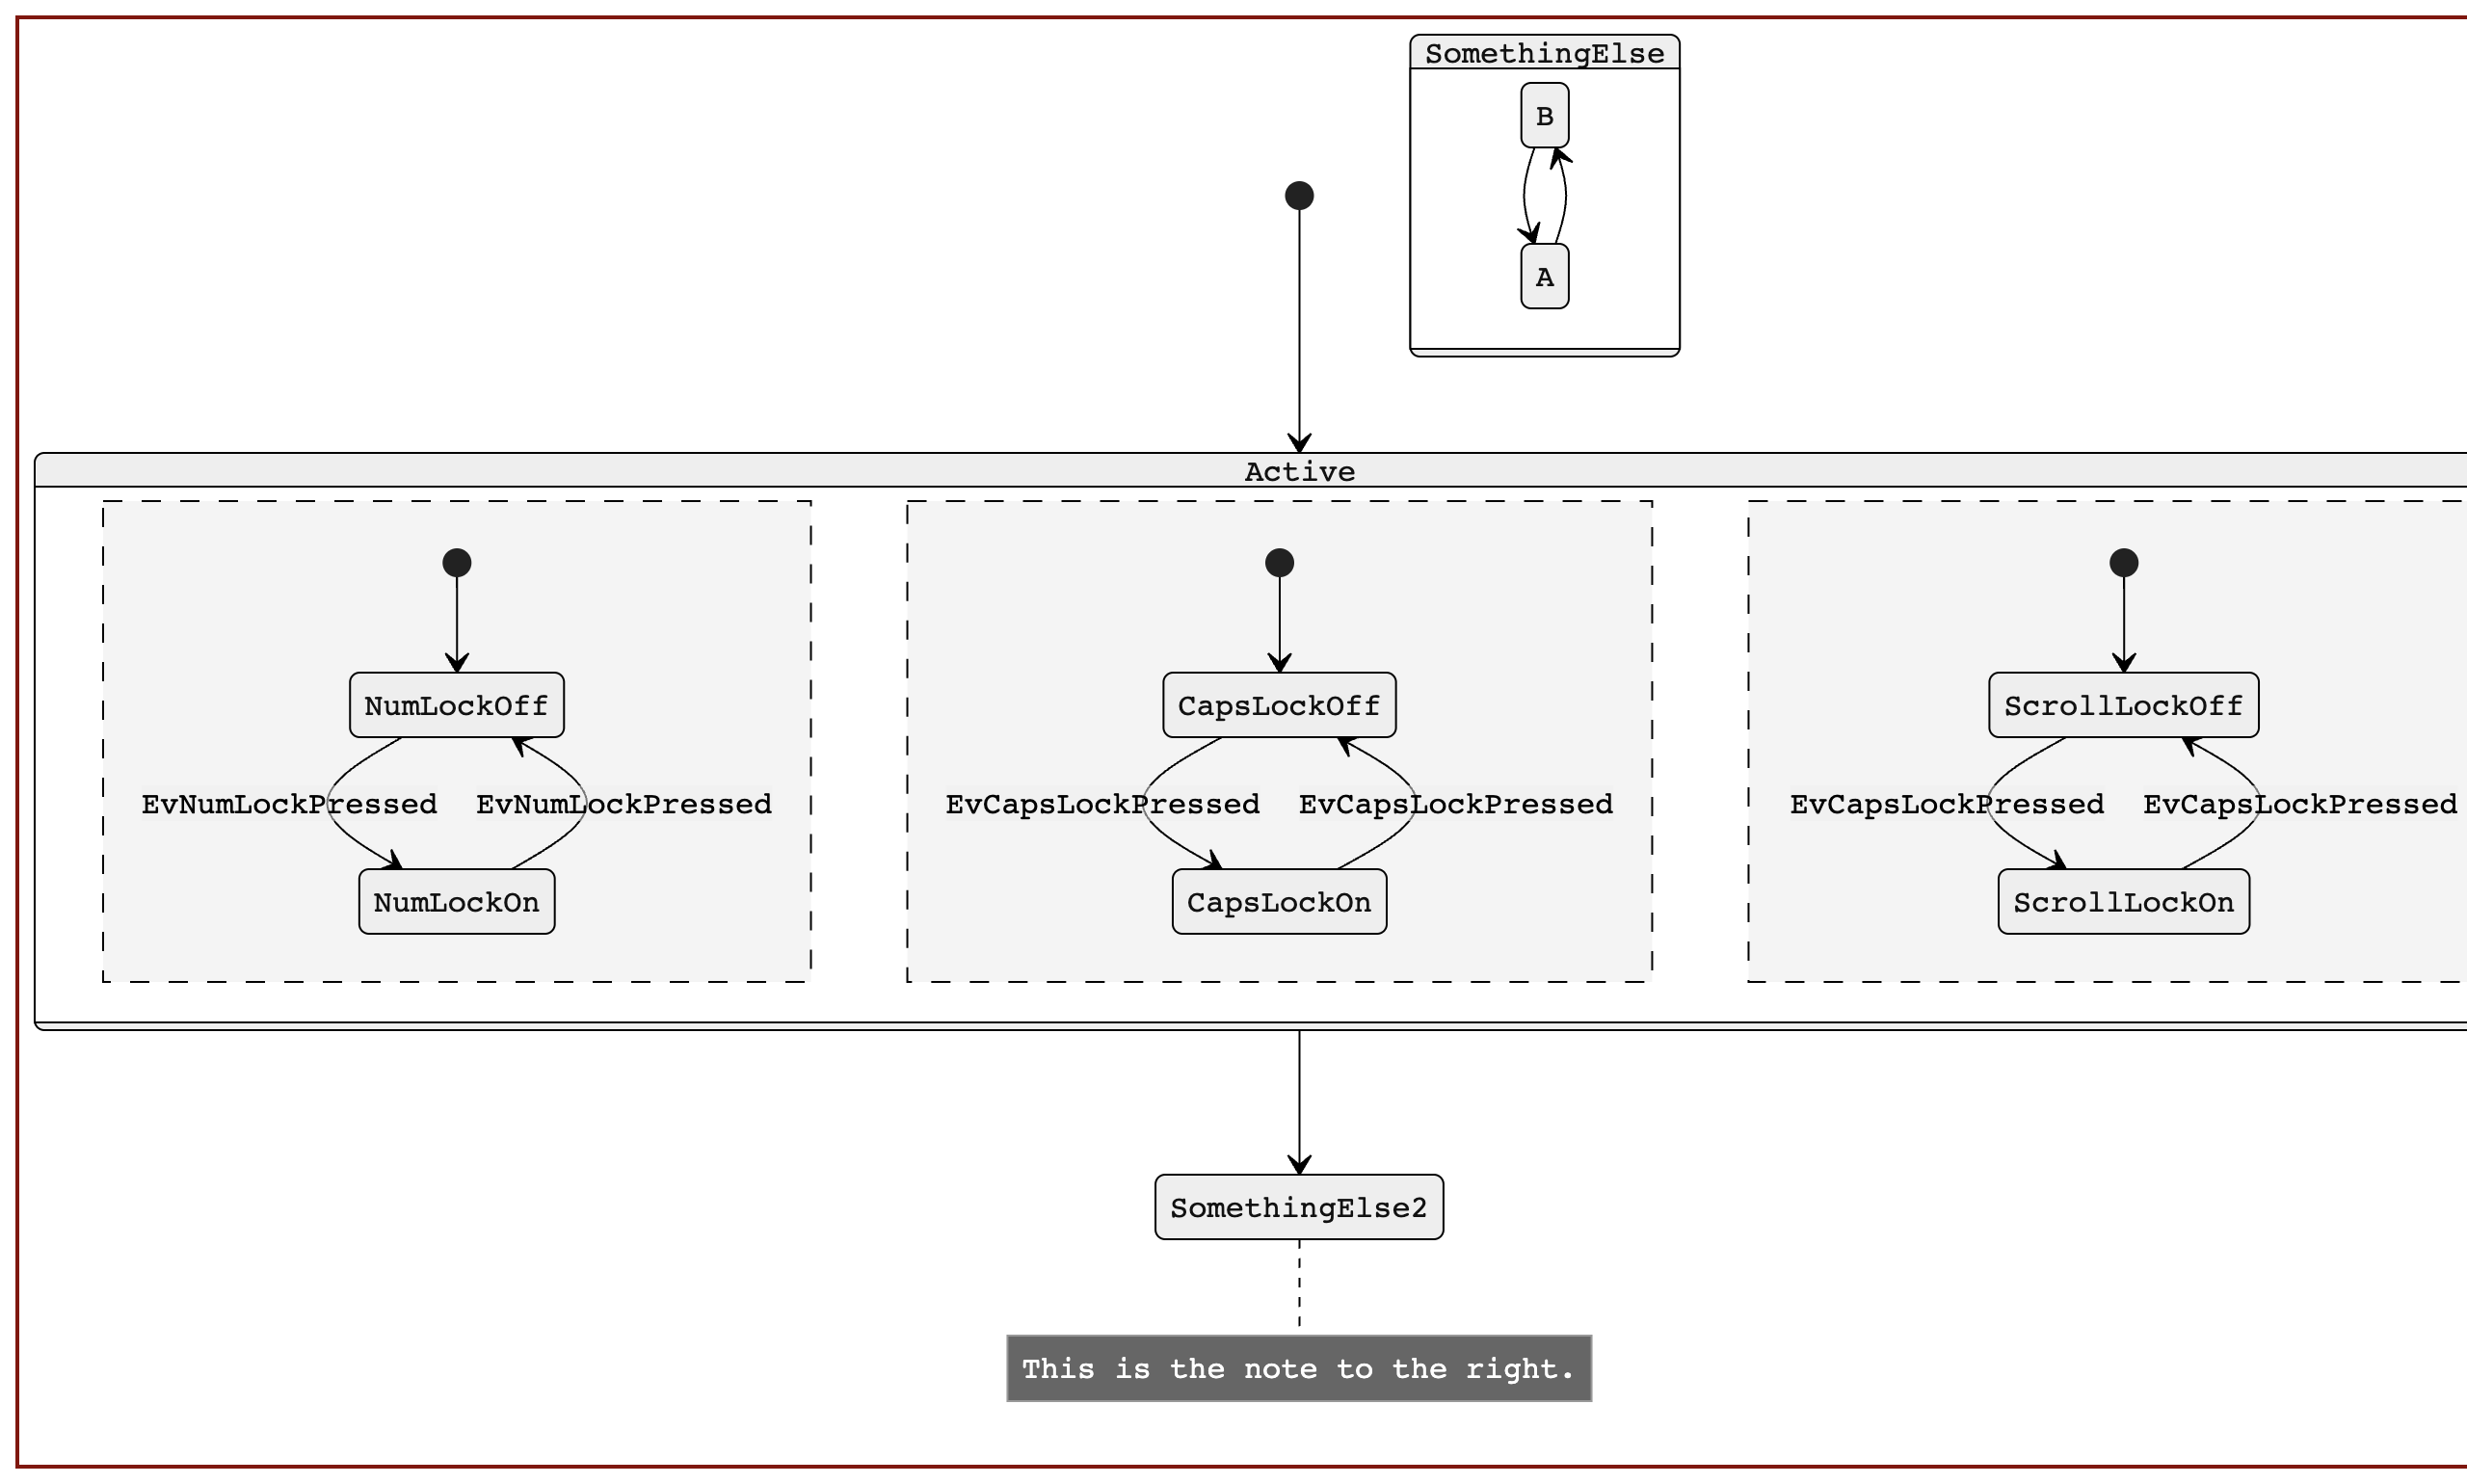 SomethingElse
B
A
Active
NumLockOff
CapsLockOff
ScrollLockOff
EvNumLockPressed
EvNumLockPressed
EvCapsLockPressed
EvCapsLockPressed
EvCapsLockPressed
EvCapsLockPressed
NumLockOn
CapsLockOn
ScrollLockOn
SomethingElse2
This is the note to the right.